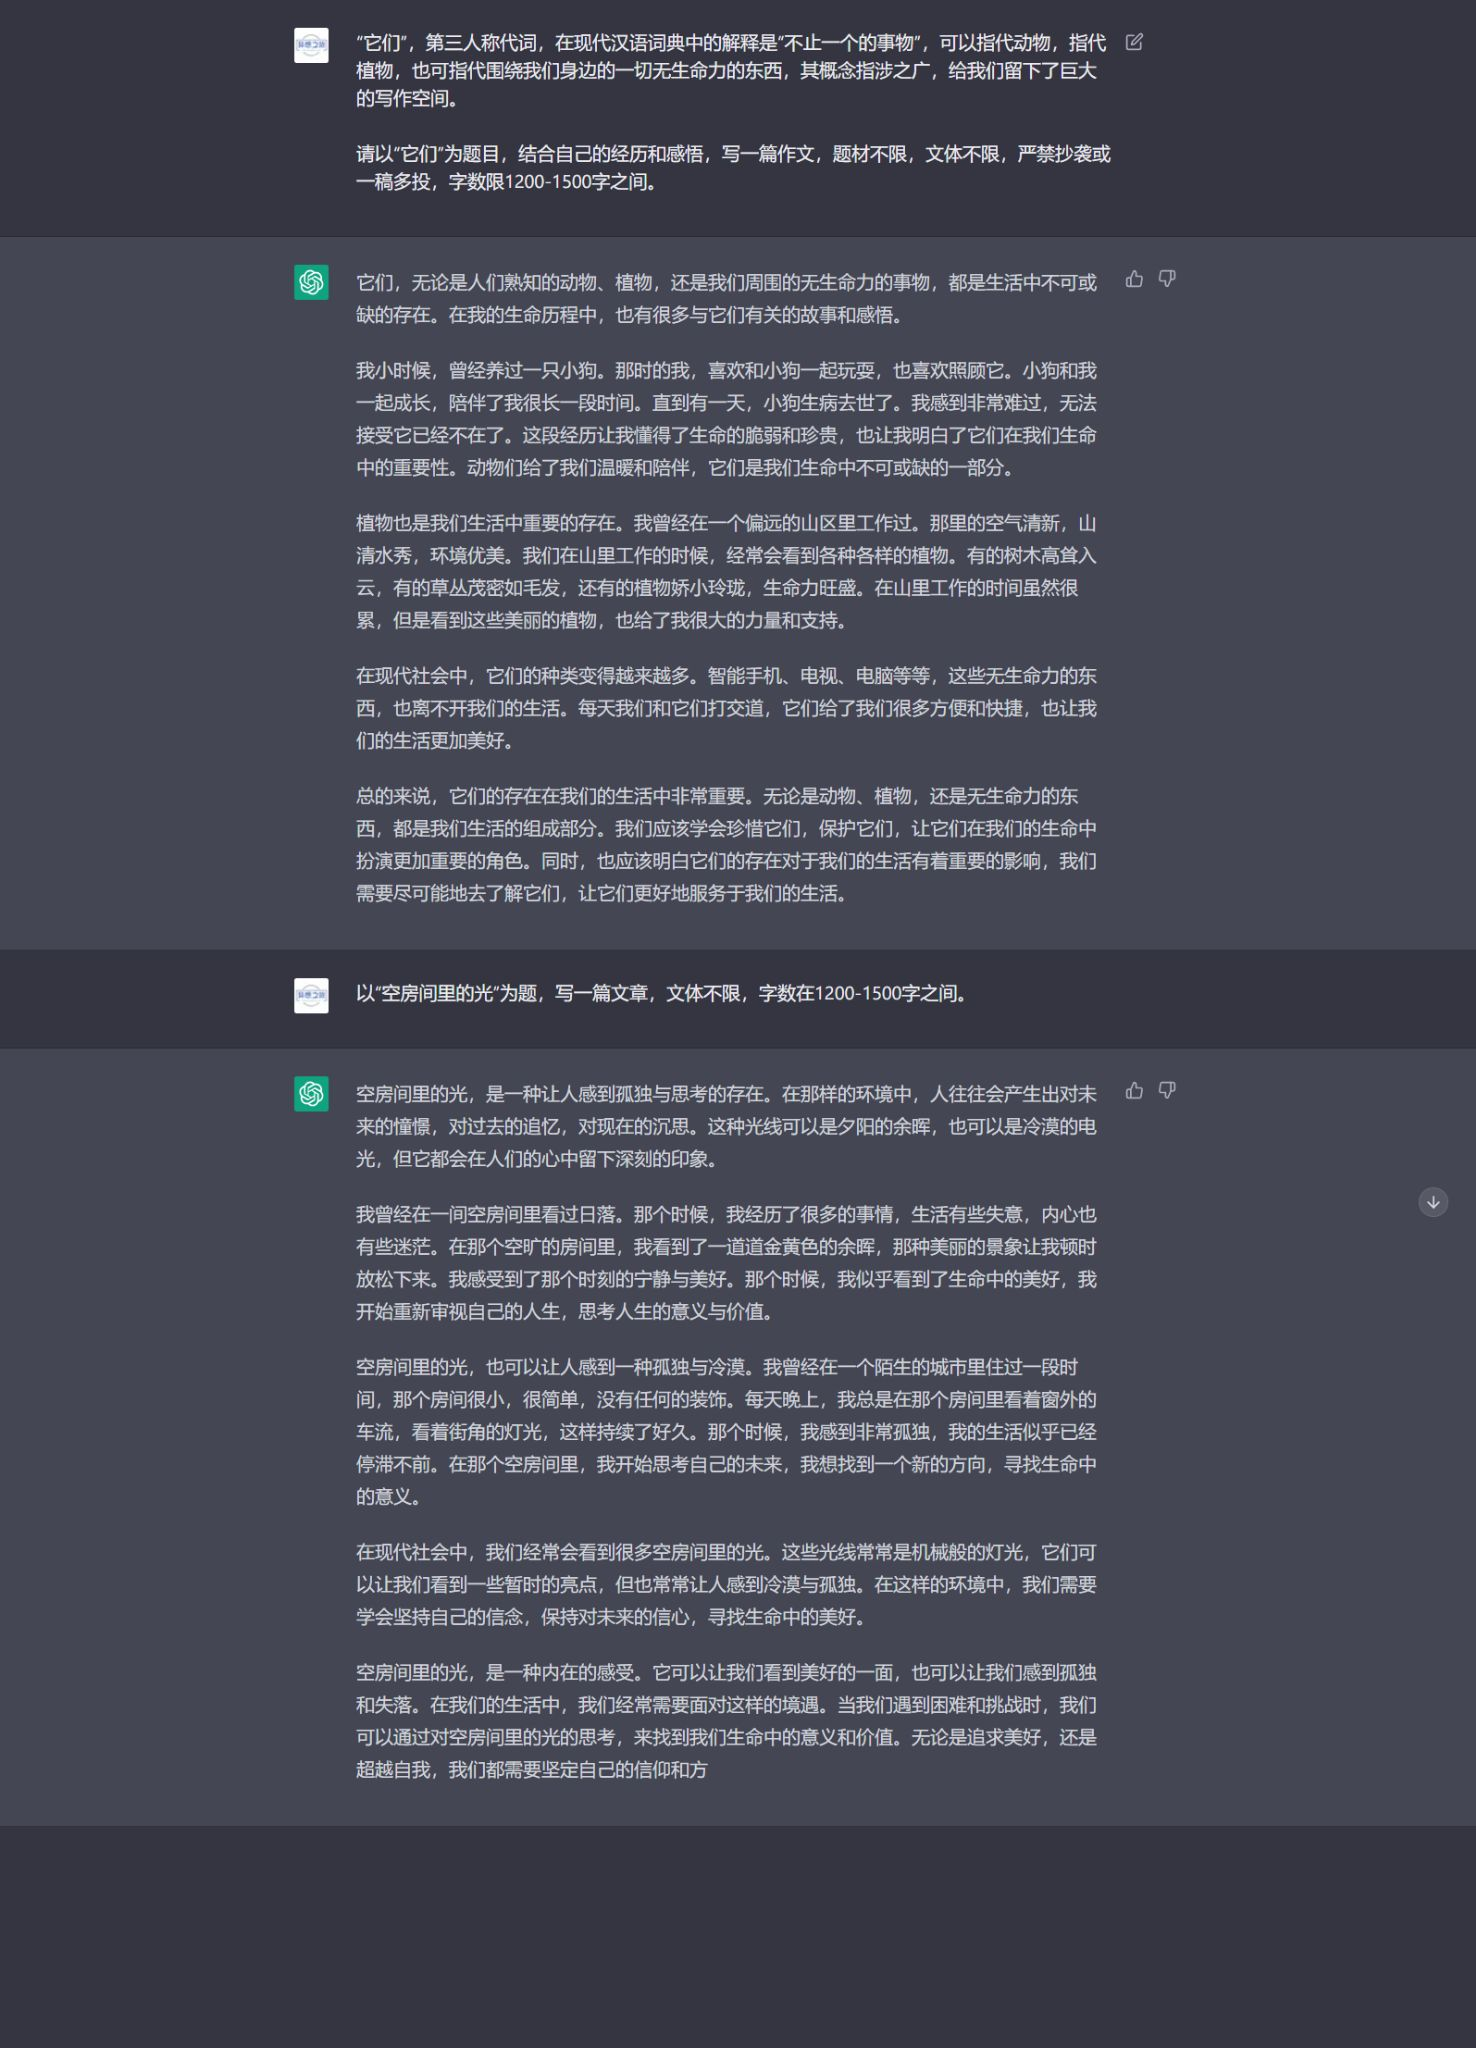 “它们”，第三人称代词，在现代汉语词典中的解释是“不止一个的事物”，可以指代动物，指代
植物，也可指代围绕我们身边的一切无生命力的东西，其概念指涉之广，给我们留下了巨大
的写作空间。
请以“它们”为题目，结合自己的经历和感悟，写一篇作文，题材不限，文体不限，严禁抄袭或
一稿多投，字数限1200-1500字之间。
它们，无论是人们熟知的动物、植物，还是我们周围的无生命力的事物，都是生活中不可或
缺的存在。在我的生命历程中，也有很多与它们有关的故事和感悟。
我小时候，曾经养过一只小狗。那时的我，喜欢和小狗一起玩耍，也喜欢照顾它。小狗和我
一起成长，陪伴了我很长一段时间。直到有一天，小狗生病去世了。我感到非常难过，无法
接受它已经不在了。这段经历让我懂得了生命的脆弱和珍贵，也让我明白了它们在我们生命
中的重要性。动物们给了我们温暖和陪伴，它们是我们生命中不可或缺的一部分。
植物也是我们生活中重要的存在。我曾经在一个偏远的山区里工作过。那里的空气清新，山
清水秀，环境优美。我们在山里工作的时候，经常会看到各种各样的植物。有的树木高耸入
云，有的草丛茂密如毛发，还有的植物娇小玲珑，生命力旺盛。在山里工作的时间虽然很
累，但是看到这些美丽的植物，也给了我很大的力量和支持。
在现代社会中，它们的种类变得越来越多。智能手机、电视、电脑等等，这些无生命力的东
西，也离不开我们的生活。每天我们和它们打交道，它们给了我们很多方便和快捷，也让我
们的生活更加美好。
总的来说，它们的存在在我们的生活中非常重要。无论是动物、植物，还是无生命力的东
西，都是我们生活的组成部分。我们应该学会珍惜它们，保护它们，让它们在我们的生命中
扮演更加重要的角色。同时，也应该明白它们的存在对于我们的生活有着重要的影响，我们
需要尽可能地去了解它们，让它们更好地服务于我们的生活。
以“空房间里的光”为题，写一篇文章，文体不限，字数在1200-1500字之间。
空房间里的光，是一种让人感到孤独与思考的存在。在那样的环境中，人往往会产生出对未
来的憧憬，对过去的追忆，对现在的沉思。这种光线可以是夕阳的余晖，也可以是冷漠的电
光，但它都会在人们的心中留下深刻的印象。
我曾经在一间空房间里看过日落。那个时候，我经历了很多的事情，生活有些失意，内心也
有些迷茫。在那个空旷的房间里，我看到了一道道金黄色的余晖，那种美丽的景象让我顿时
放松下来。我感受到了那个时刻的宁静与美好。那个时候，我似乎看到了生命中的美好，我
开始重新审视自己的人生，思考人生的意义与价值。
空房间里的光，也可以让人感到一种孤独与冷漠。我曾经在一个陌生的城市里住过一段时
间，那个房间很小，很简单，没有任何的装饰。每天晚上，我总是在那个房间里看着窗外的
车流，看着街角的灯光，这样持续了好久。那个时候，我感到非常孤独，我的生活似乎已经
停滞不前。在那个空房间里，我开始思考自己的未来，我想找到一个新的方向，寻找生命中
的意义。
在现代社会中，我们经常会看到很多空房间里的光。这些光线常常是机械般的灯光，它们可
以让我们看到一些暂时的亮点，但也常常让人感到冷漠与孤独。在这样的环境中，我们需要
学会坚持自己的信念，保持对未来的信心，寻找生命中的美好。
空房间里的光，是一种内在的感受。它可以让我们看到美好的一面，也可以让我们感到孤独
和失落。在我们的生活中，我们经常需要面对这样的境遇。当我们遇到困难和挑战时，我们
可以通过对空房间里的光的思考，来找到我们生命中的意义和价值。无论是追求美好，还是
超越自我，我们都需要坚定自己的信仰和方